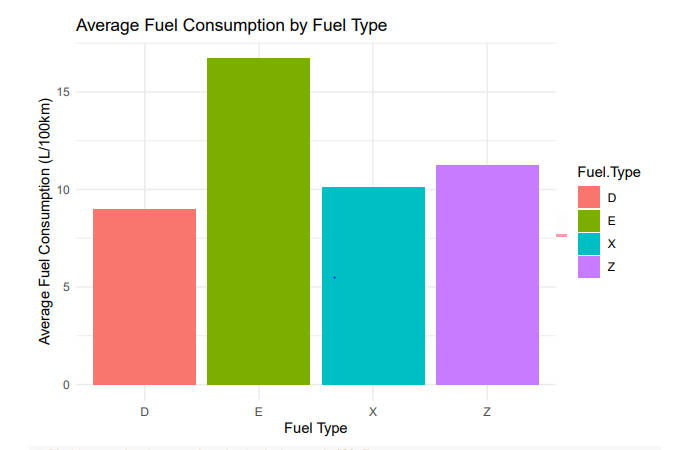 Average Fuel Consumption by Fuel Type
Average Fuel Consumption (L/100km)
15
10
5
0
D E X Z
Fuel Type
Fuel.Type
D
E
X
Z